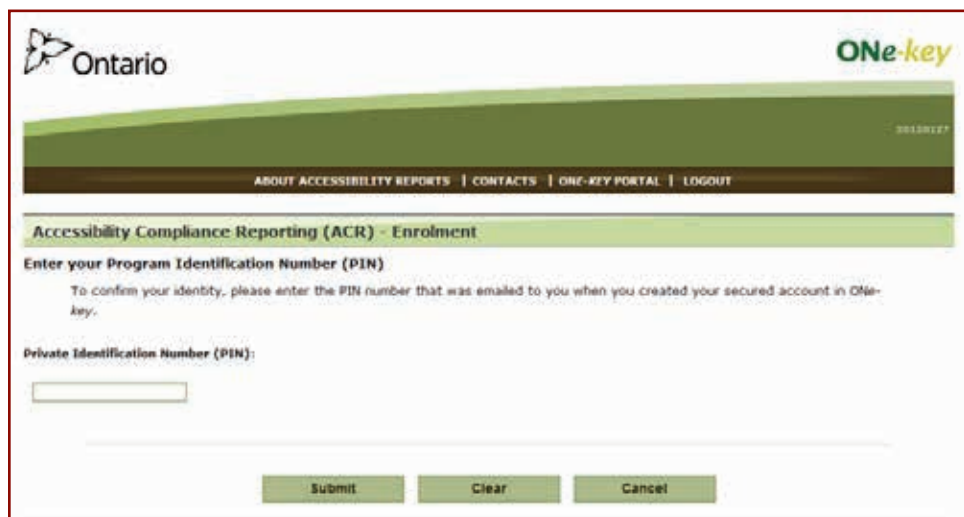 Ontario
ONe-key
20120127
ABOUT ACCESSIBILITY REPORTS | CONTACTS | ONE-KEY PORTAL | LOGOUT
Accessibility Compliance Reporting (ACR) - Enrolment
Enter your Program Identification Number (PIN)
To confirm your identity, please enter the PIN number that was emailed to you when you created your secured account in ONe-
key.
Private Identification Number (PIN):
Submit Clear Cancel